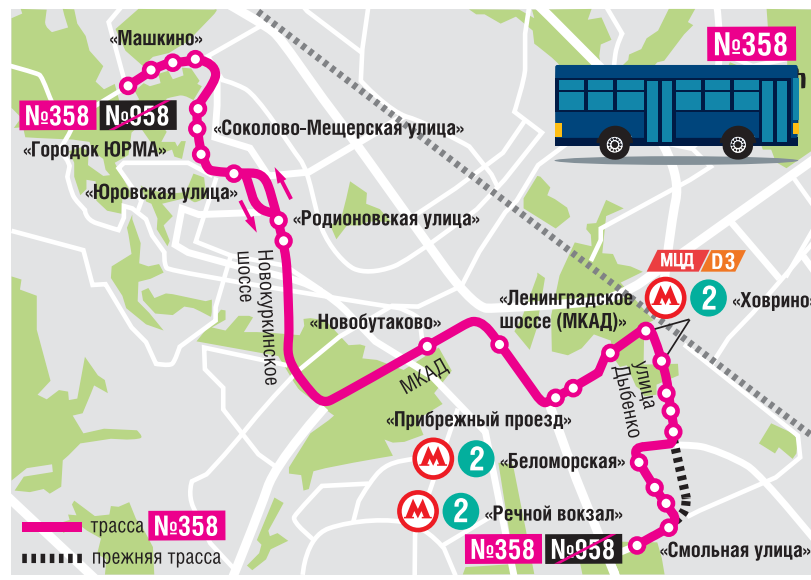 №358
«Машкино»
№358 №958
«Городок ЮРМА»
«Соколово-Мещерская улица»
«Юровская улица»
«Родионовская улица»
Новокуркинское
шоссе
МЦД D3
М 2 «Ховрино»
«Ленинградское
шоссе (МКАД)»
«Новобутаково»
МКАД
улица
Дыбенко
«Прибрежный проезд»
М 2 «Беломорская»
М 2 «Речной вокзал»
№358 №958
«Смольная улица»
трасса №358
прежняя трасса